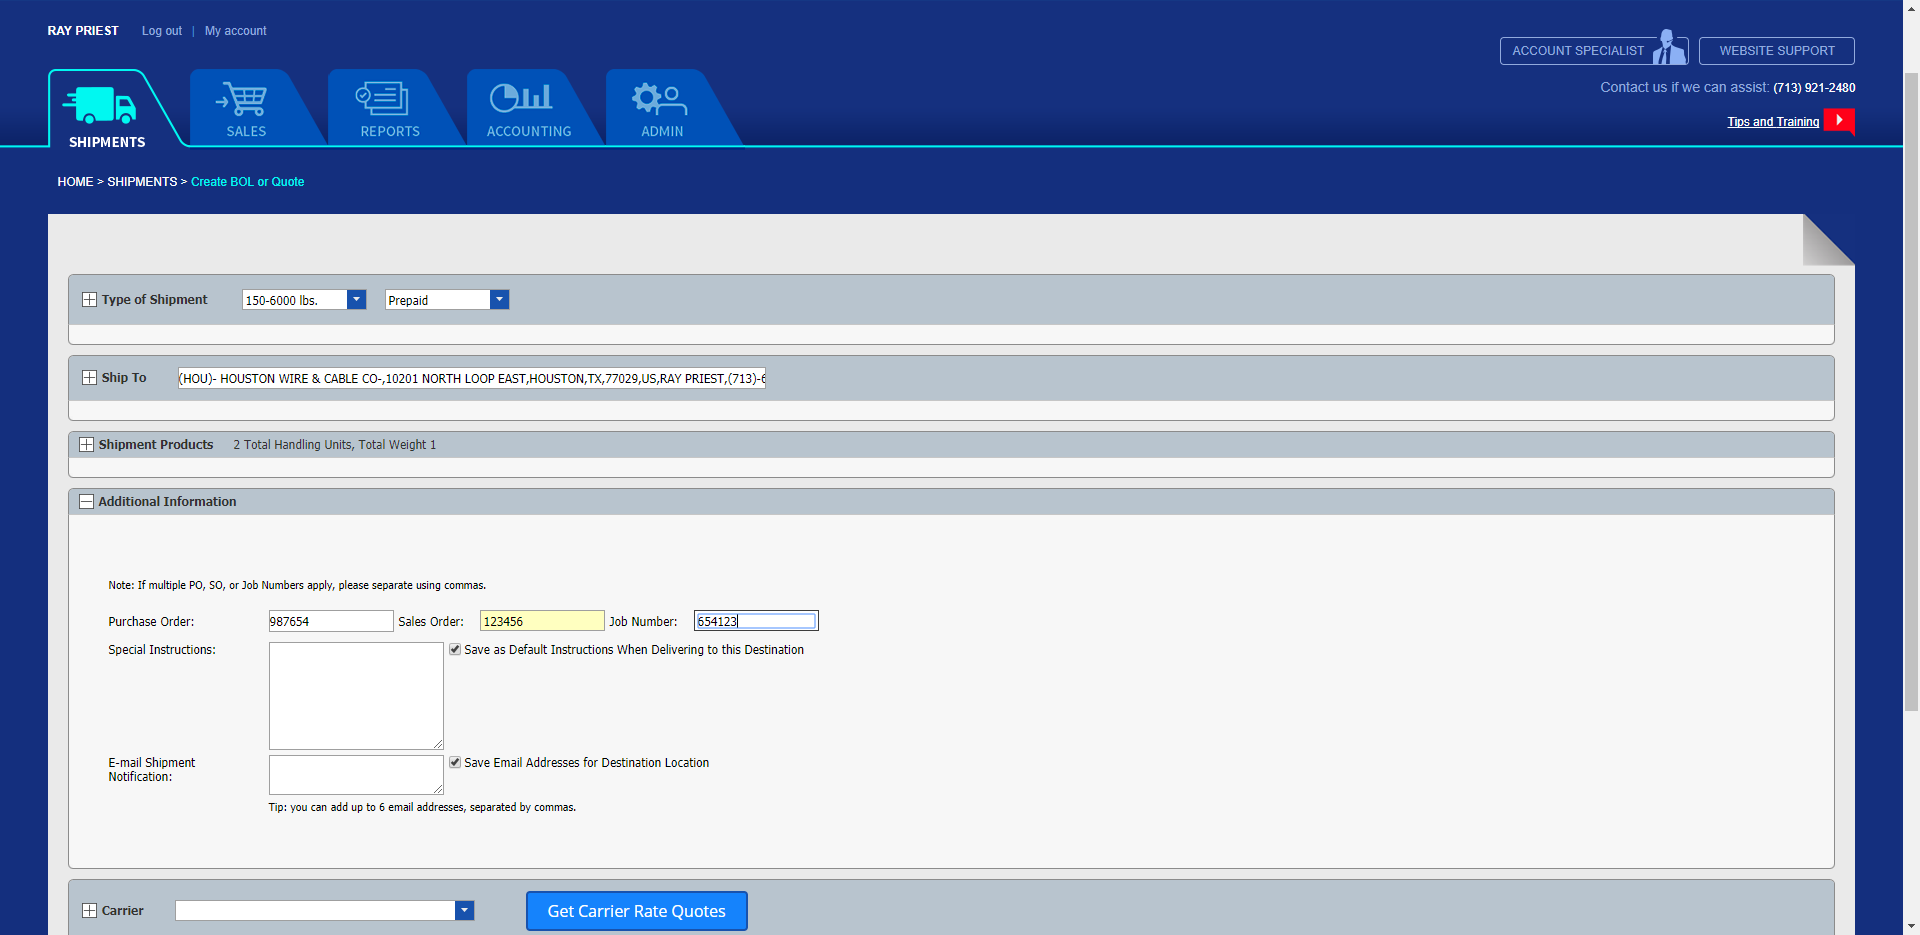 RAY PRIEST Log out | My account
ACCOUNT SPECIALIST WEBSITE SUPPORT
Contact us if we can assist: (713) 921-2480
Tips and Training
SHIPMENTS SALES REPORTS ACCOUNTING ADMIN
HOME > SHIPMENTS > Create BOL or Quote
Type of Shipment 150-6000 lbs. Prepaid
Ship To (HOU)- HOUSTON WIRE & CABLE CO-,10201 NORTH LOOP EAST,HOUSTON,TX,77029,US,RAY PRIEST,(713)-6
Shipment Products 2 Total Handling Units, Total Weight 1
Additional Information
Note: If multiple PO, SO, or Job Numbers apply, please separate using commas.
Purchase Order: 987654 Sales Order: 123456 Job Number: 654123
Special Instructions: Save as Default Instructions When Delivering to this Destination
E-mail Shipment Notification: Save Email Addresses for Destination Location
Tip: you can add up to 6 email addresses, separated by commas.
Carrier Get Carrier Rate Quotes